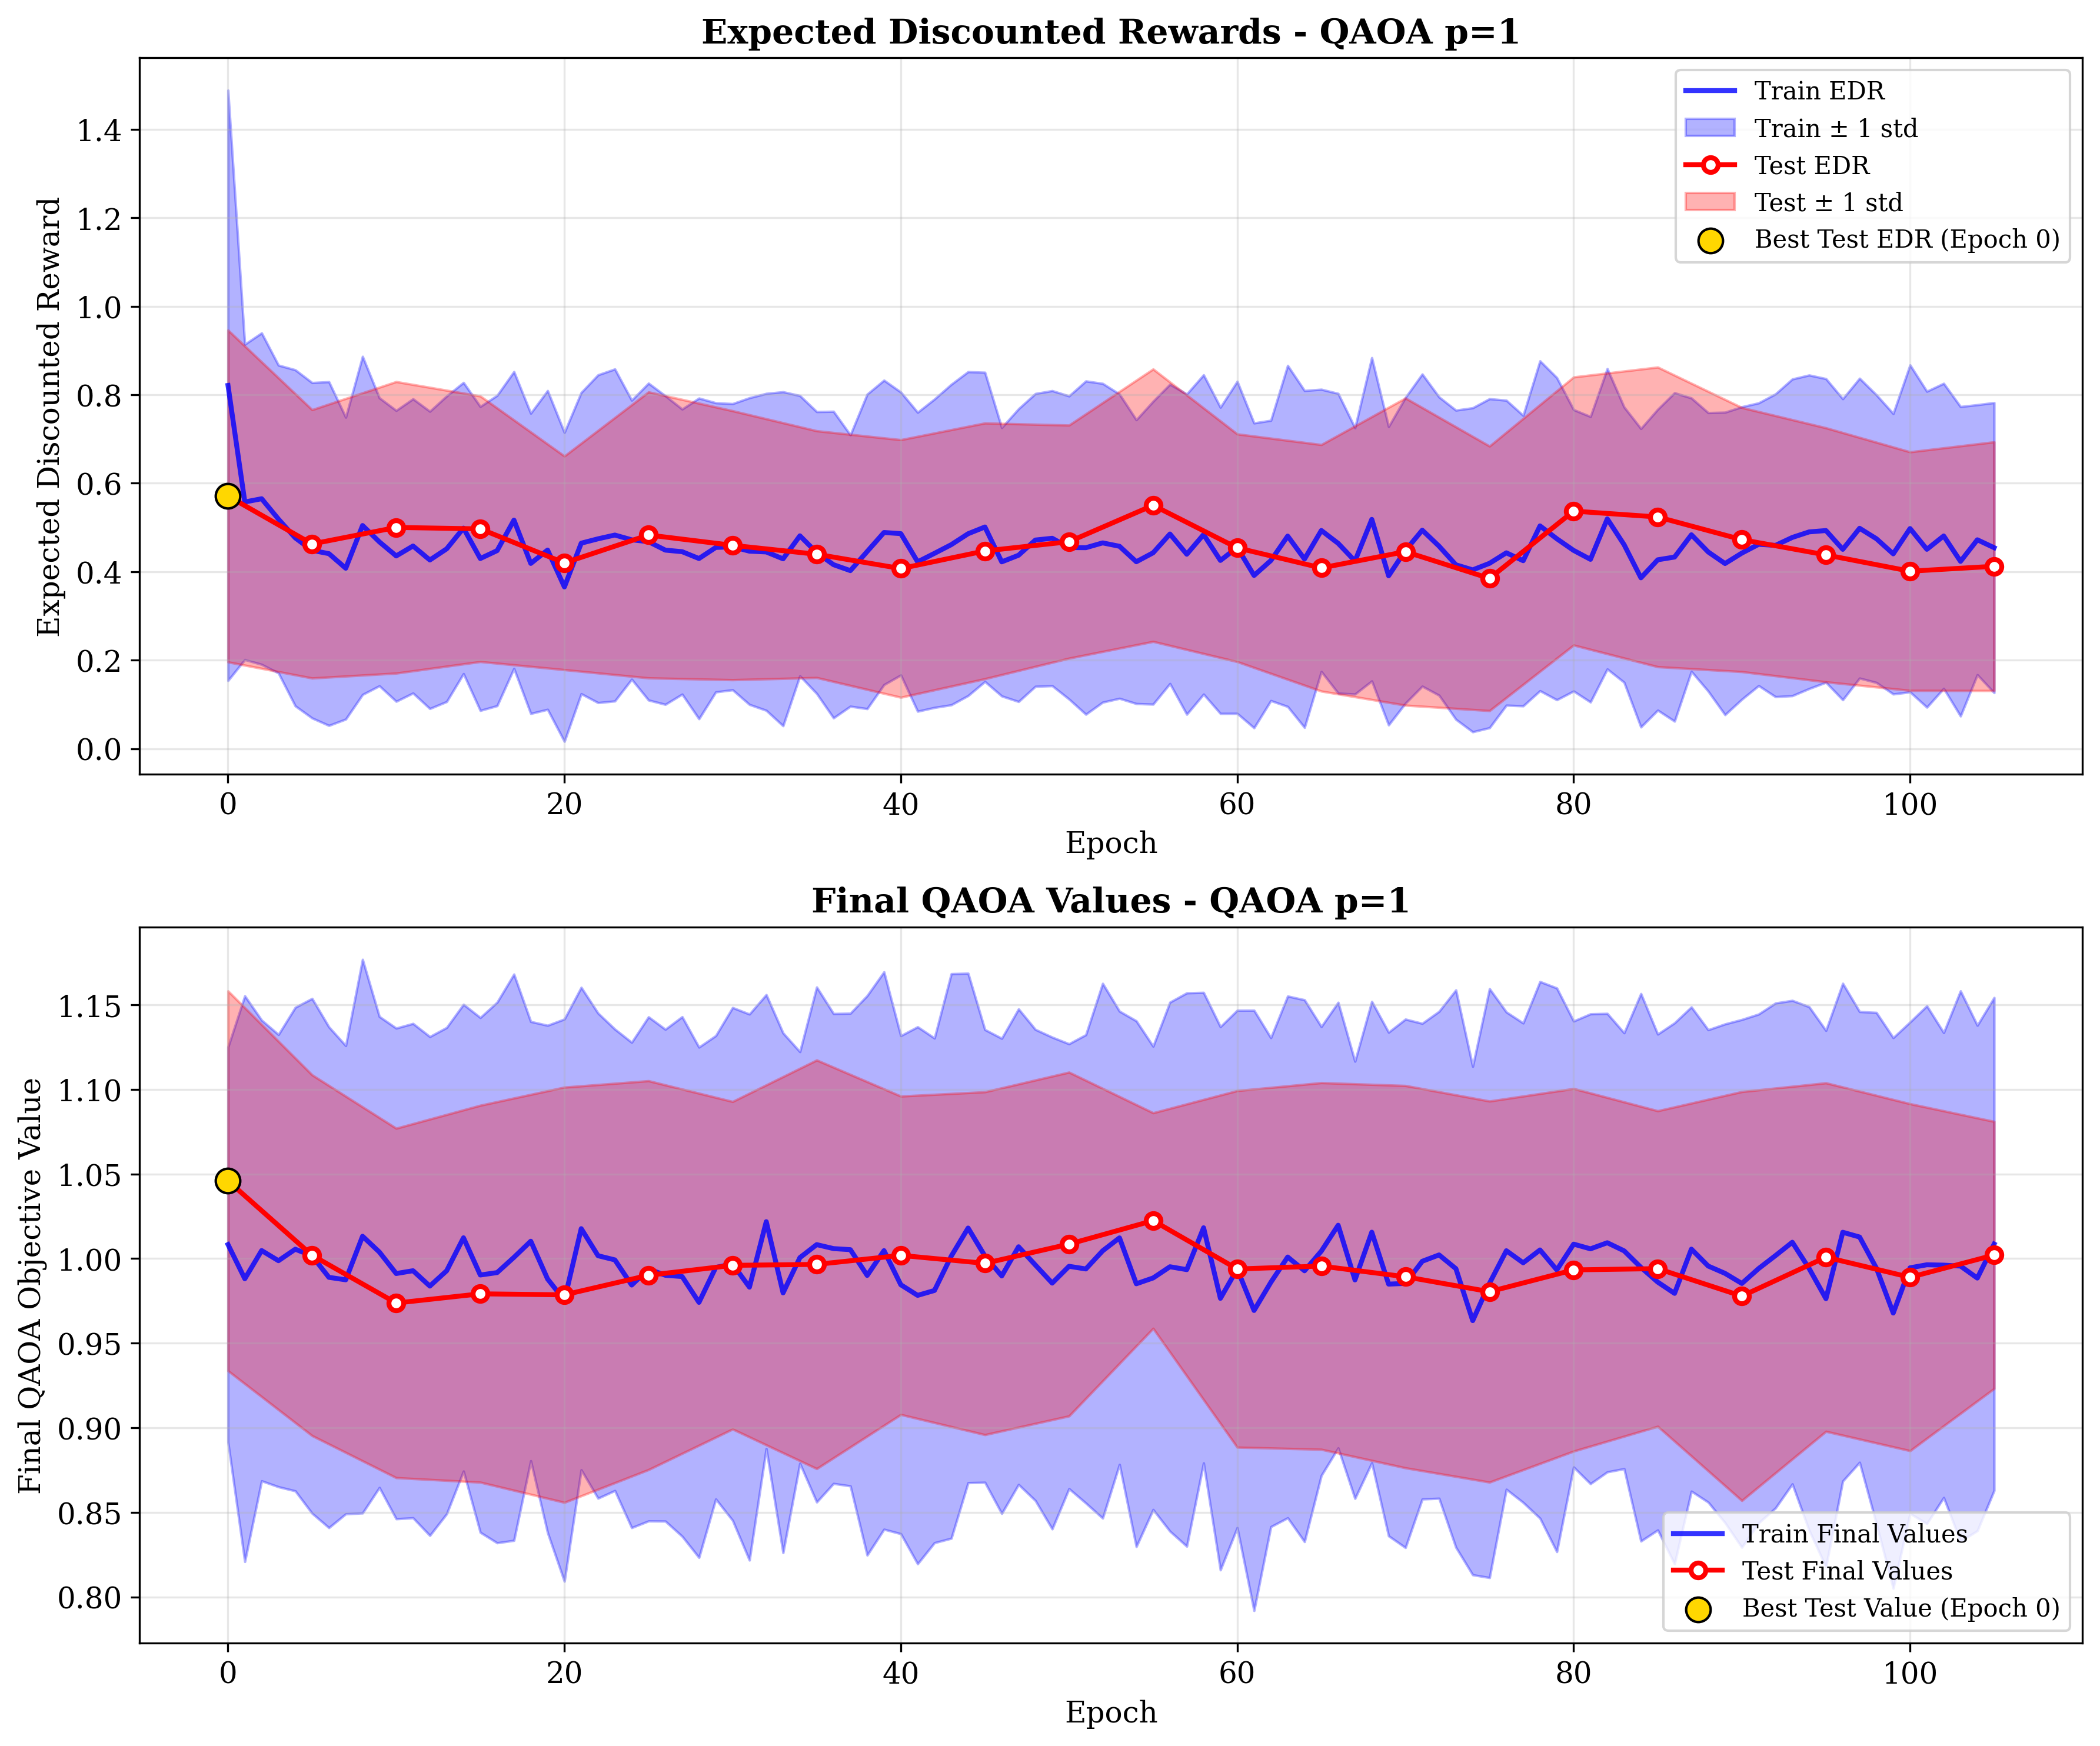 Expected Discounted Rewards - QAOA p=1
Expected Discounted Reward
1.4
1.2
1.0
0.8
0.6
0.4
0.2
0.0
Train EDR
Train ± 1 std
Test EDR
Test ± 1 std
Best Test EDR (Epoch 0)
0 20 40 60 80 100
Epoch
Final QAOA Values - QAOA p=1
Final QAOA Objective Value
1.15
1.10
1.05
1.00
0.95
0.90
0.85
0.80
Train Final Values
Test Final Values
Best Test Value (Epoch 0)
0 20 40 60 80 100
Epoch